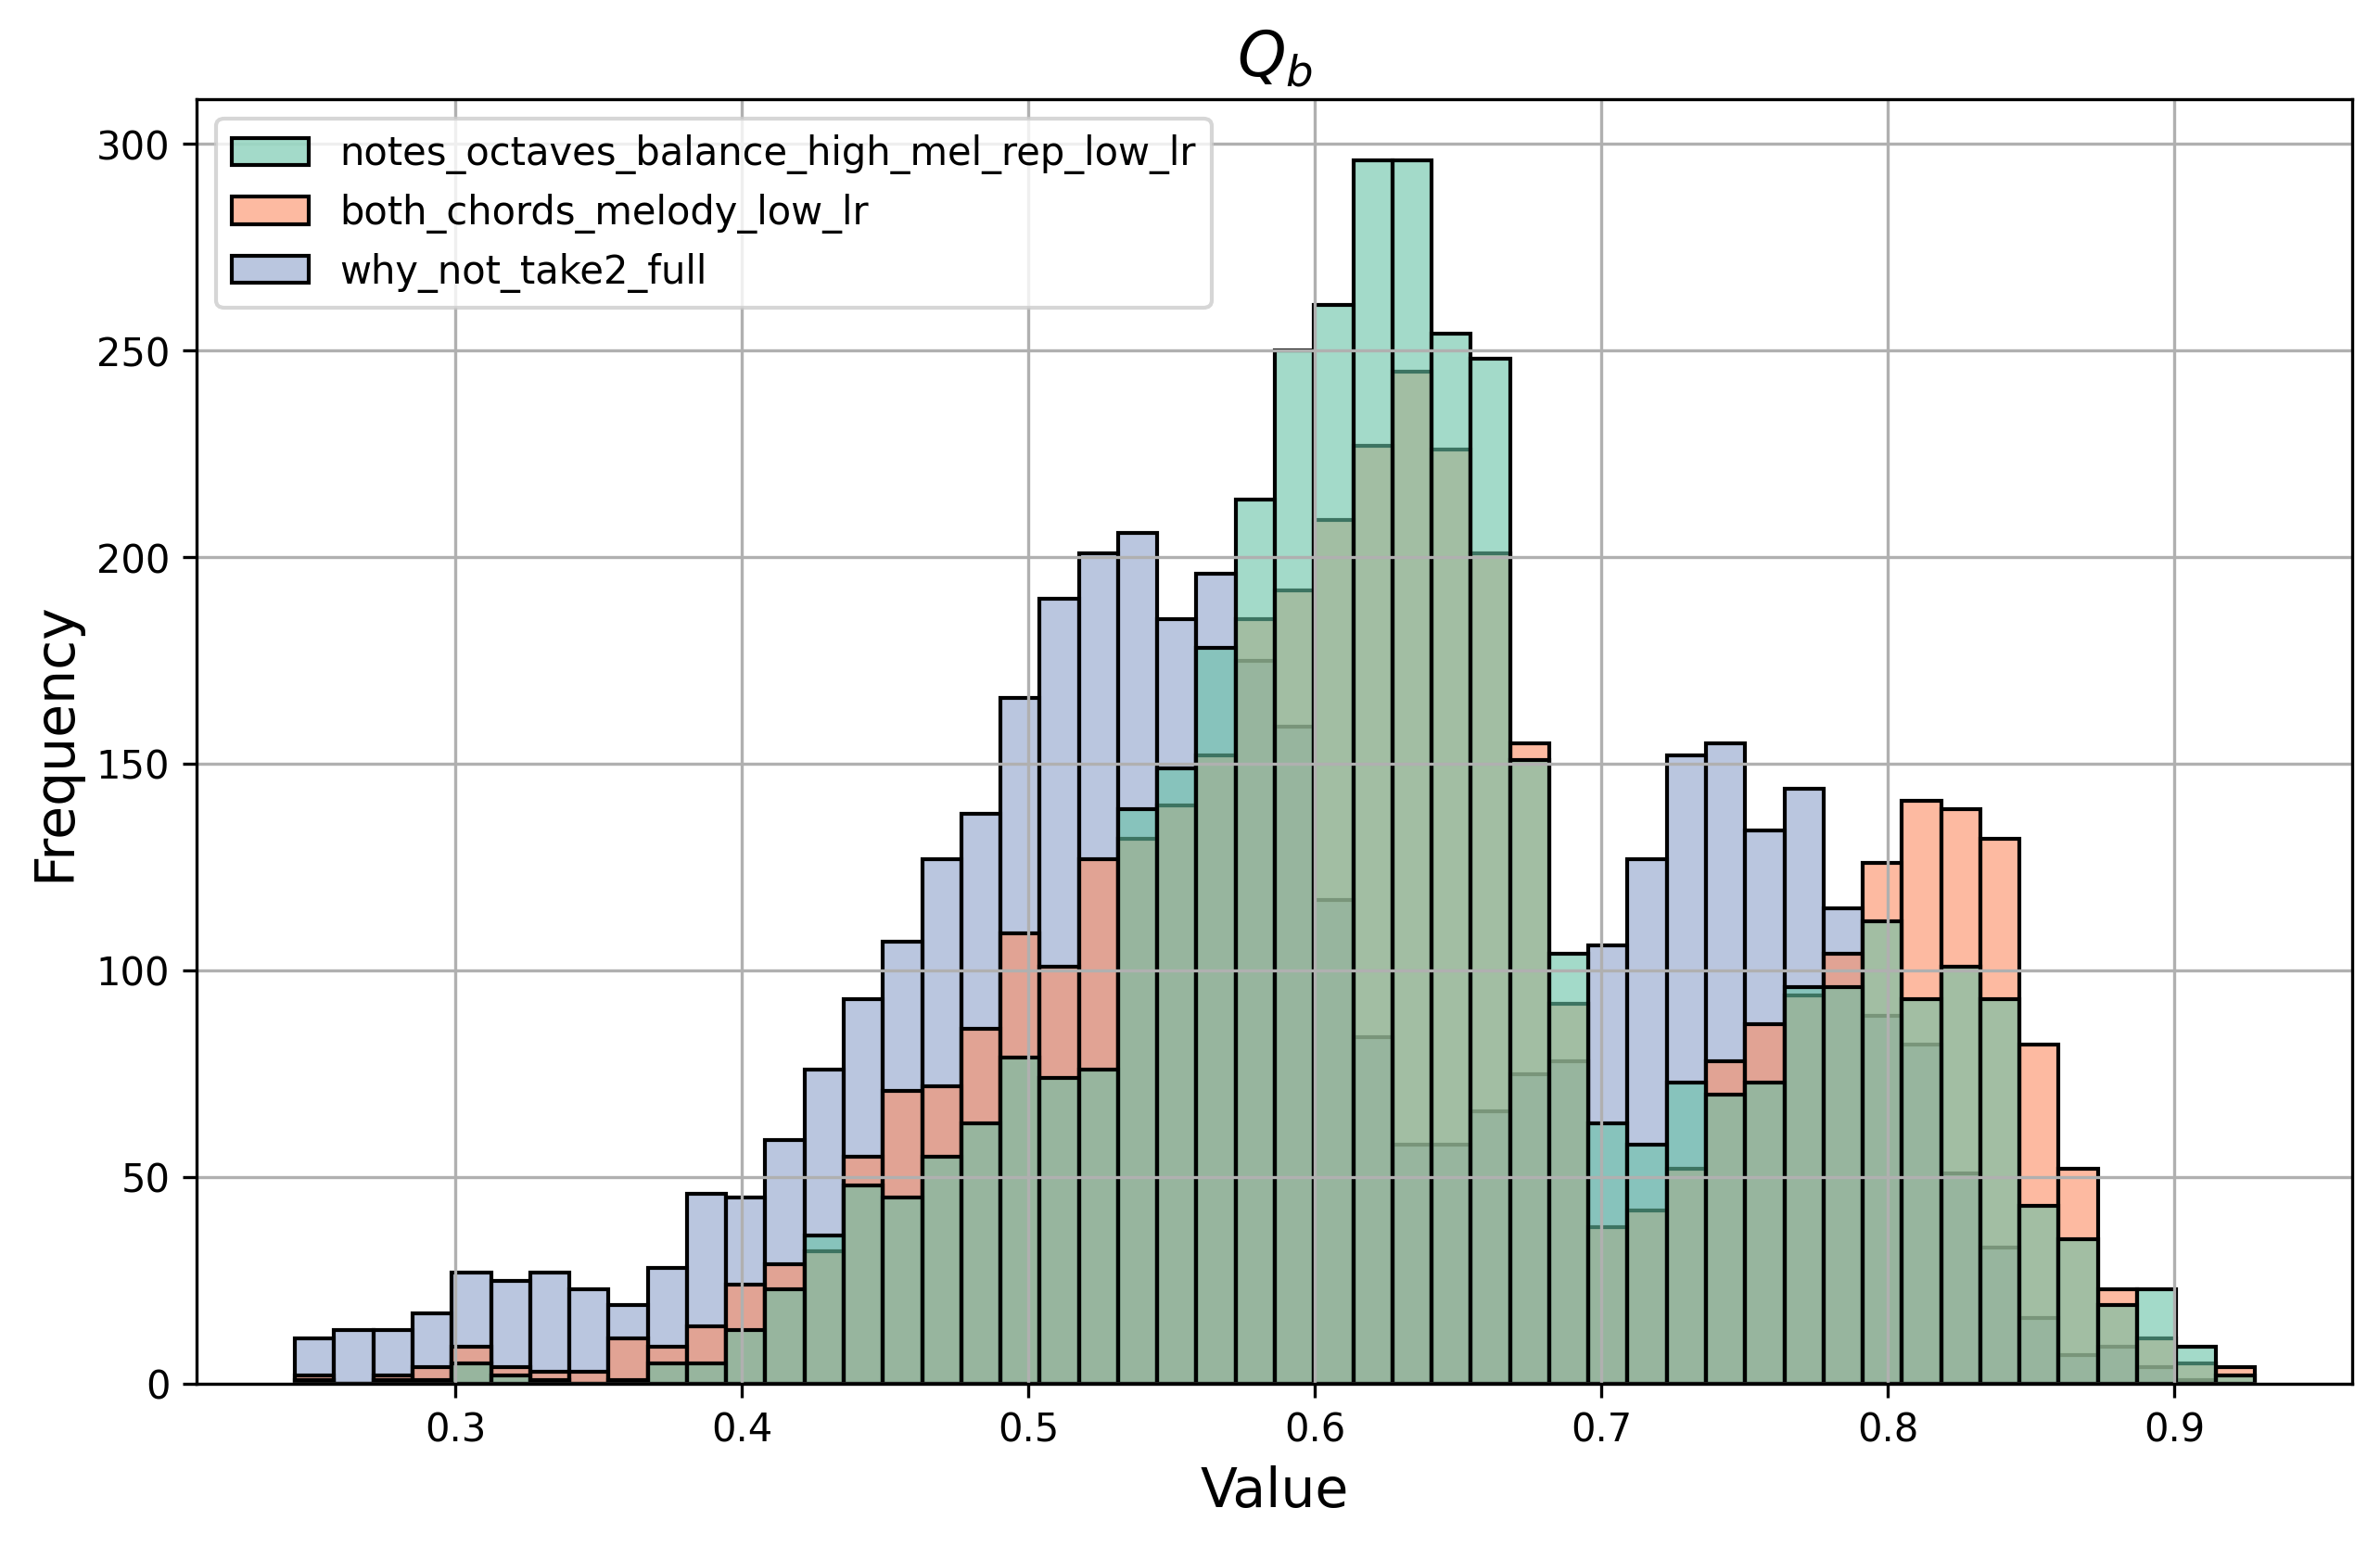 Q_b
notes_octaves_balance_high_mel_rep_low_lr
both_chords_melody_low_lr
why_not_take2_full
300
250
200
150
100
50
0
Frequency
0.3 0.4 0.5 0.6 0.7 0.8 0.9
Value